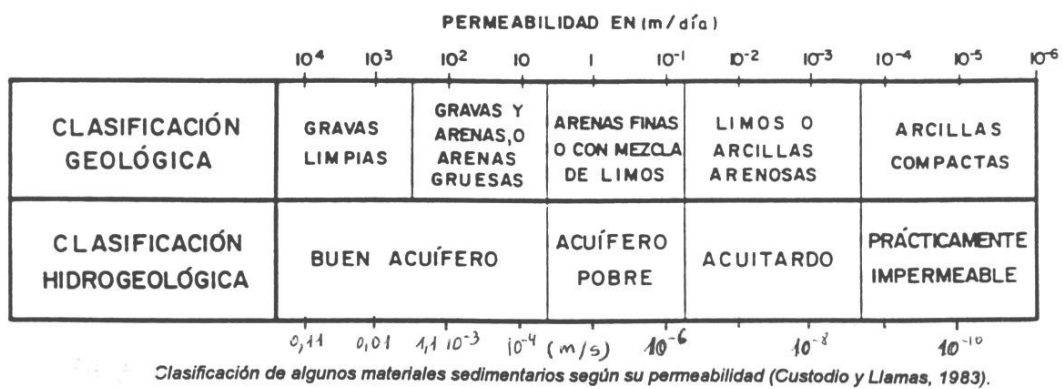 PERMEABILIDAD EN (m/día)
10⁴ 10³ 10² 10 1 10⁻¹ 10⁻² 10⁻³ 10⁻⁴ 10⁻⁵ 10⁻⁶
CLASIFICACIÓN
GEOLÓGICA
GRAVAS
LIMPIAS
GRAVAS Y
ARENAS, O
ARENAS
GRUESAS
ARENAS FINAS
O CON MEZCLA
DE LIMOS
LIMOS O
ARCILLAS
ARENOSAS
ARCILLAS
COMPACTAS
CLASIFICACIÓN
HIDROGEOLÓGICA
BUEN ACUÍFERO
ACUÍFERO
POBRE
ACUITARDO
PRÁCTICAMENTE
IMPERMEABLE
0,11 0,01 1,1 10⁻³ 10⁻⁴ (m/s) 10⁻⁶ 10⁻⁸ 10⁻¹⁰
Clasificación de algunos materiales sedimentarios según su permeabilidad (Custodio y Llamas, 1983).